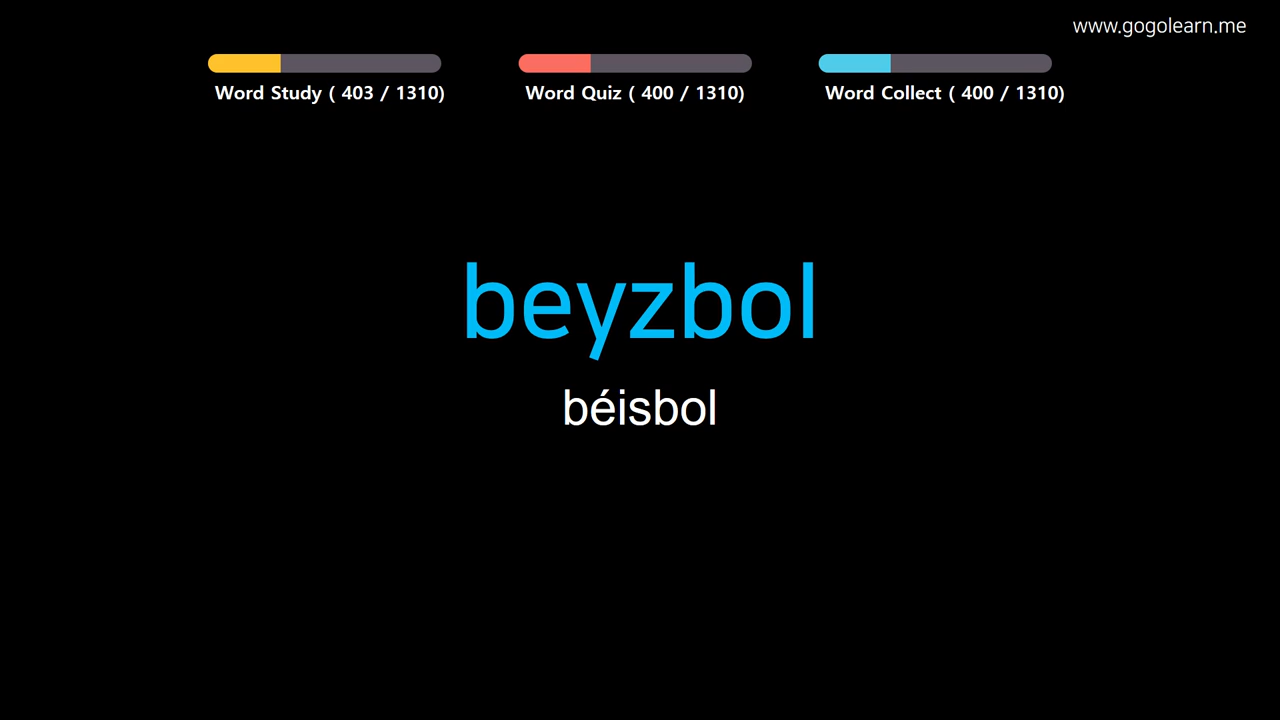 www.gogolearn.me
Word Study ( 403 / 1310)
Word Quiz ( 400 / 1310)
Word Collect ( 400 / 1310)
beyzbol
béisbol